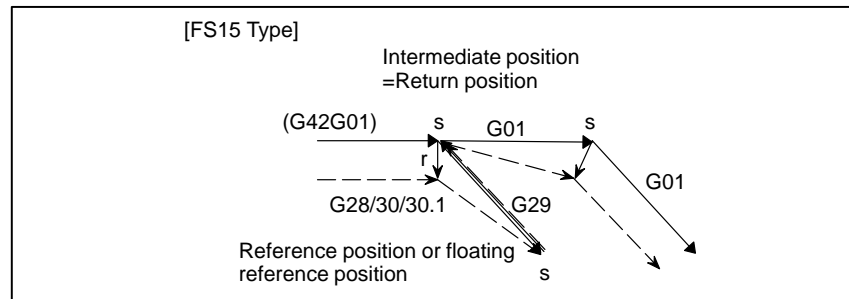 [FS15 Type]
Intermediate position
=Return position
(G42G01)
s
G01
s
r
G01
G28/30/30.1
G29
Reference position or floating
reference position
s